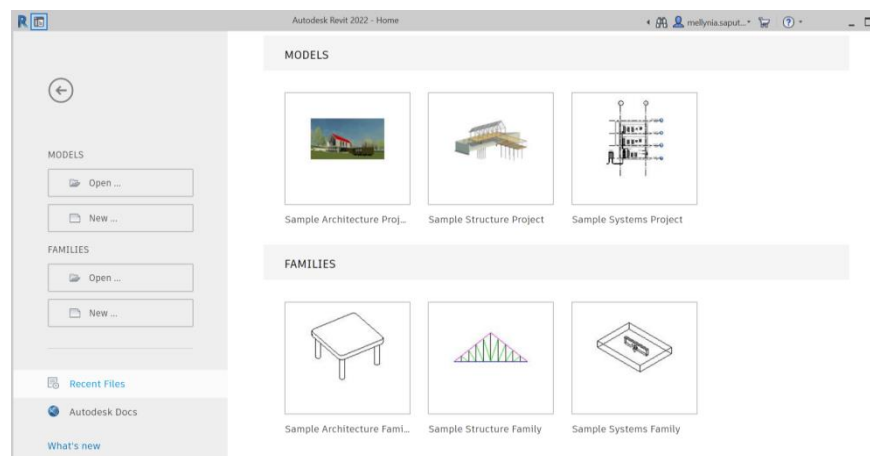 Autodesk Revit 2022 - Home
mellynia.saput...
MODELS
Open ...
New ...
FAMILIES
Open ...
New ...
Recent Files
Autodesk Docs
What's new
MODELS
Sample Architecture Proj...
Sample Structure Project
Sample Systems Project
FAMILIES
Sample Architecture Fami...
Sample Structure Family
Sample Systems Family